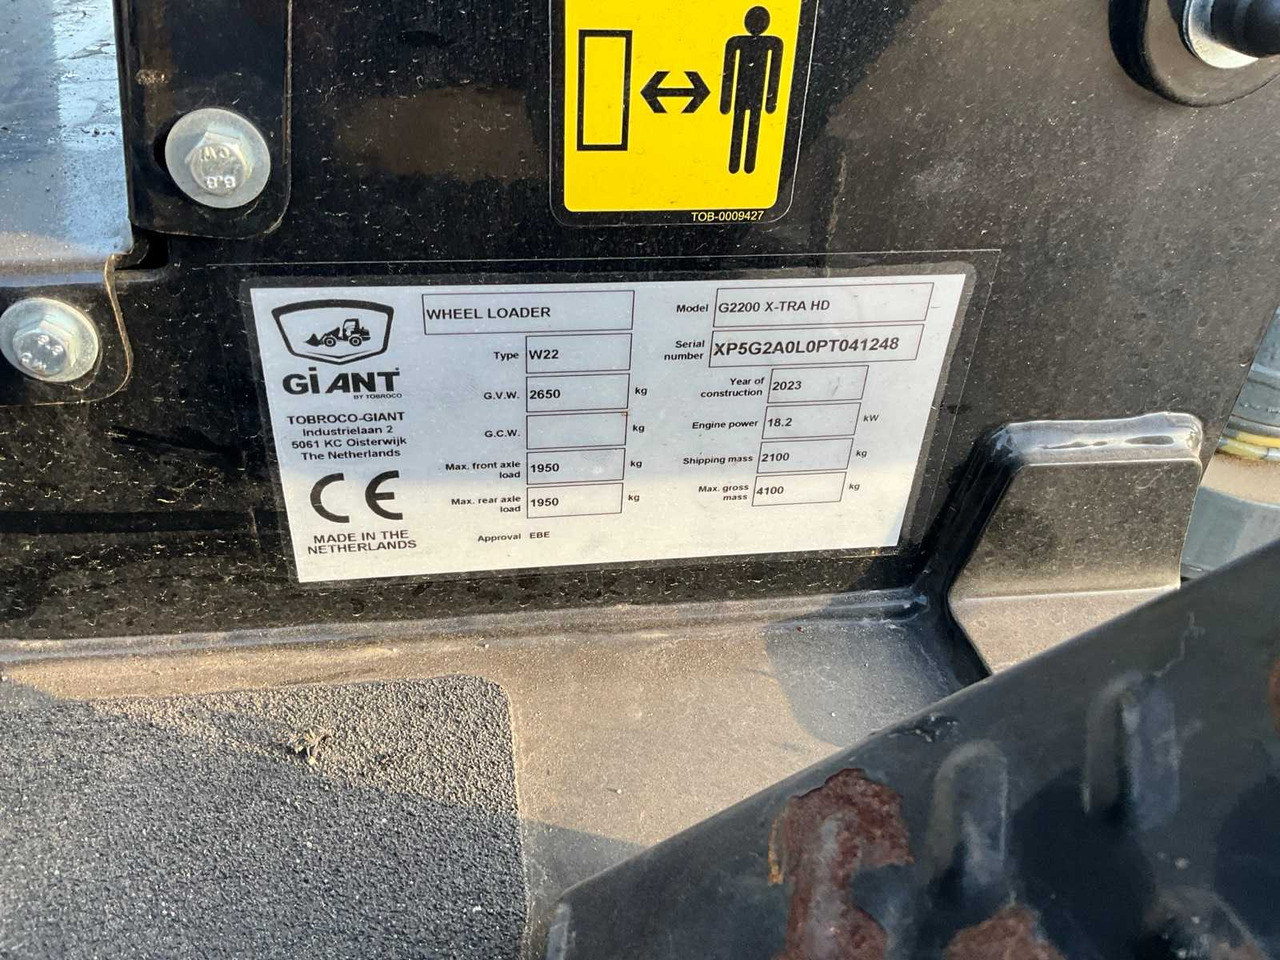 TOB-0009427
GiANT
BY TOBROCO
TOBROCO-GIANT
Industrielaan 2
5061 KC Oisterwijk
The Netherlands
CE
MADE IN THE
NETHERLANDS
WHEEL LOADER
Type W22
G.V.W. 2650 kg
G.C.W. kg
Max. front axle
load 1950 kg
Max. rear axle
load 1950 kg
Approval EBE
Model G2200 X-TRA HD
Serial
number XP5G2A0L0PT041248
Year of
construction 2023
Engine power 18.2 kW
Shipping mass 2100 kg
Max. gross
mass 4100 kg
8.8